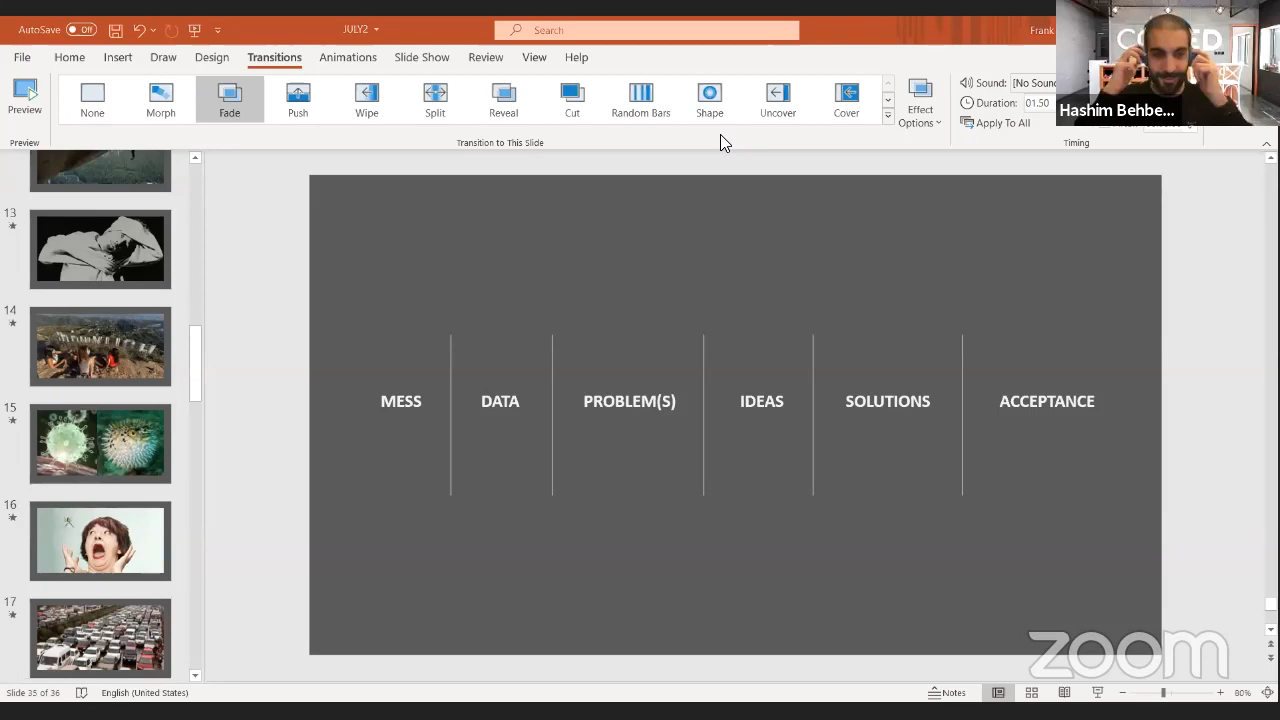 AutoSave Off JULY2 Search Frank
File Home Insert Draw Design Transitions Animations Slide Show Review View Help
Preview None Morph Fade Push Wipe Split Reveal Cut Random Bars Shape Uncover Cover Effect Options
Sound: [No Soun
Duration: 01.50
Apply To All
Hashim Behbe...
Preview Transition to This Slide Timing
13
14
15
16
17
MESS DATA PROBLEM(S) IDEAS SOLUTIONS ACCEPTANCE
zoom
Slide 35 of 36 English (United States) Notes 80%